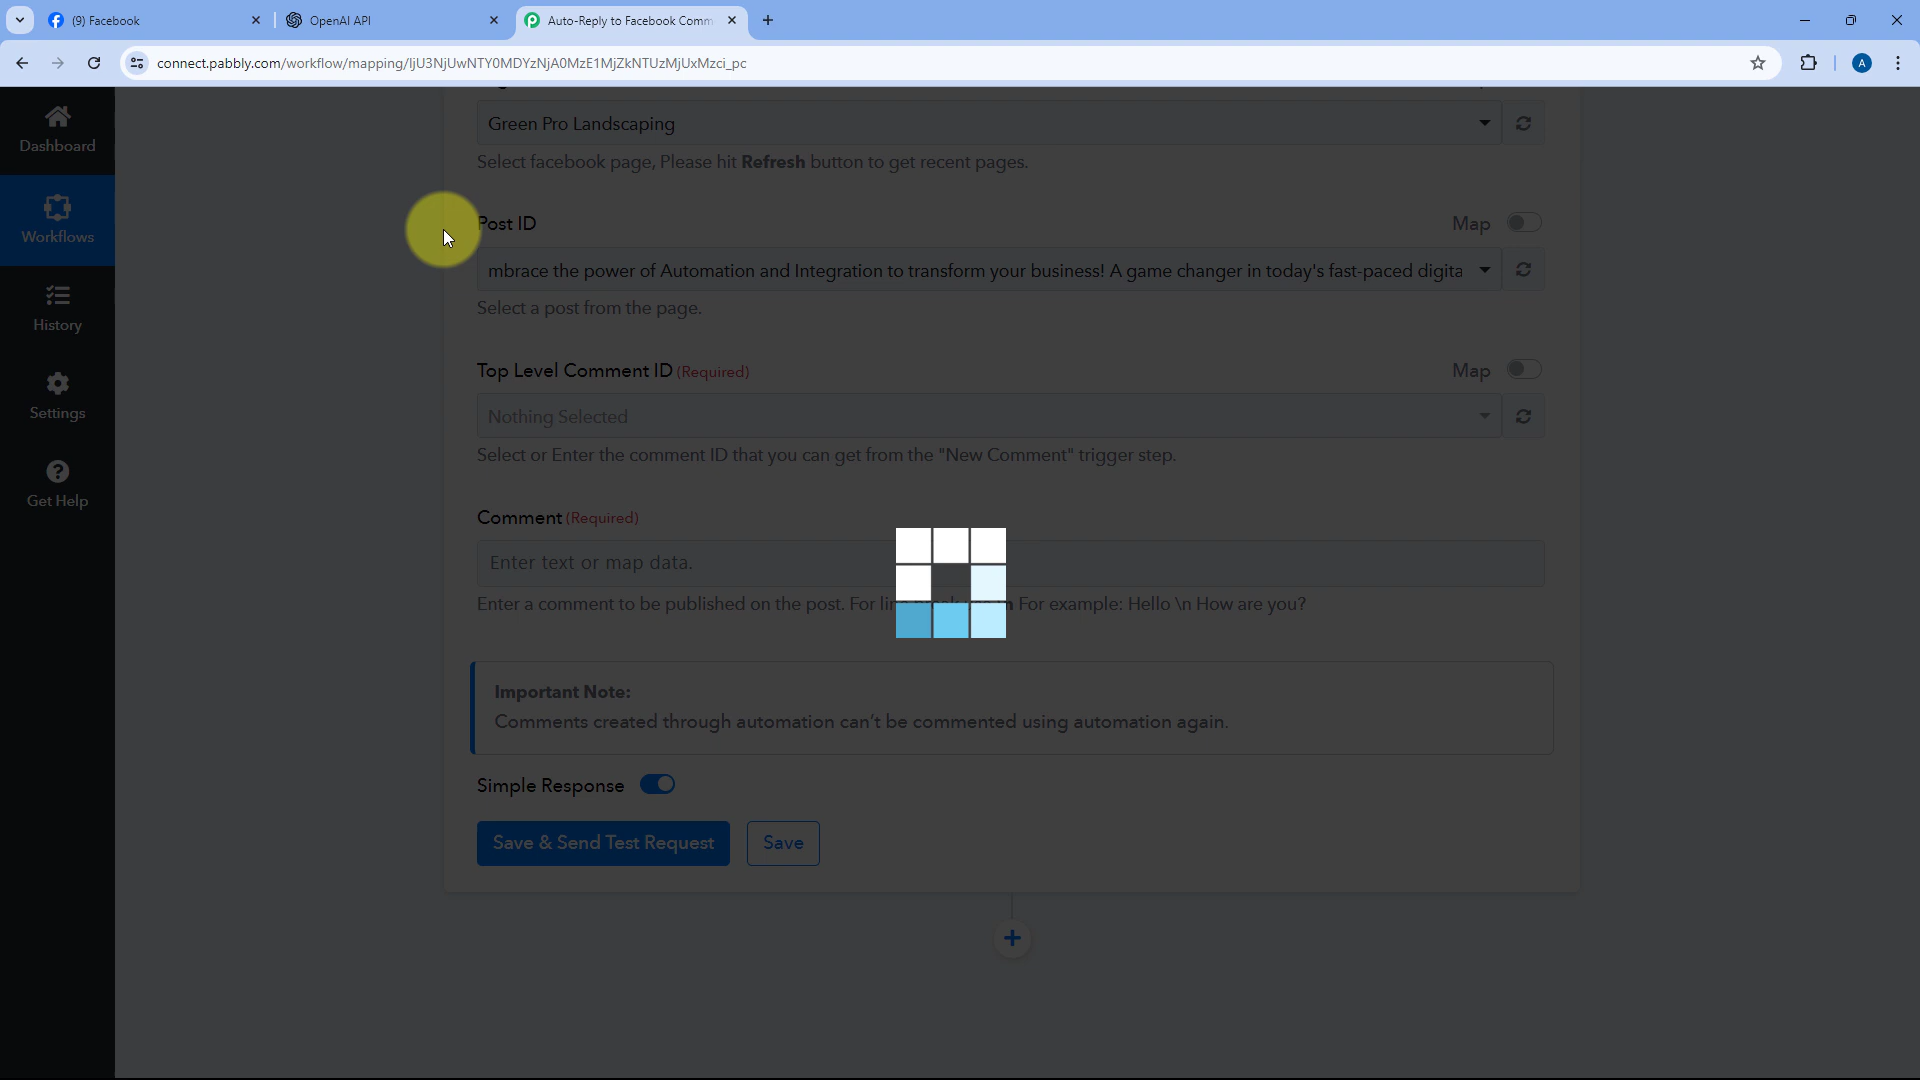 (9) Facebook
OpenAI API
Auto-Reply to Facebook Comm
connect.pabbly.com/workflow/mapping/IjU3NjUwNTY0MDYzNjA0MzE1MjZkNTUzMjUxMzci_pc
A
Dashboard
Workflows
History
Settings
Get Help
Green Pro Landscaping
Select facebook page, Please hit Refresh button to get recent pages.
Post ID
Map
mbrace the power of Automation and Integration to transform your business! A game changer in today's fast-paced digita
Select a post from the page.
Top Level Comment ID (Required)
Map
Nothing Selected
Select or Enter the comment ID that you can get from the "New Comment" trigger step.
Comment (Required)
Enter text or map data.
Enter a comment to be published on the post. For For example: Hello \n How are you?
Important Note:
Comments created through automation can't be commented using automation again.
Simple Response
Save & Send Test Request
Save